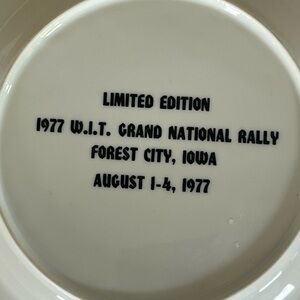 LIMITED EDITION
1977 W.I.T. GRAND NATIONAL RALLY
FOREST CITY, IOWA
AUGUST 1-4, 1977